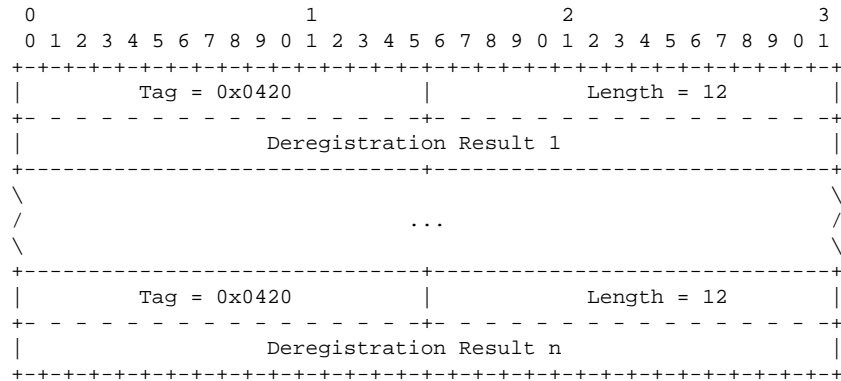 0                   1                   2                   3
0 1 2 3 4 5 6 7 8 9 0 1 2 3 4 5 6 7 8 9 0 1 2 3 4 5 6 7 8 9 0 1
+-+-+-+-+-+-+-+-+-+-+-+-+-+-+-+-+-+-+-+-+-+-+-+-+-+-+-+-+-+-+-+-+
|         Tag = 0x0420          |            Length = 12        |
+- - - - - - - - - - - - - - - -+- - - - - - - - - - - - - - - -+
|                   Deregistration Result 1                     |
+-------------------------------+-------------------------------+
\                                                               \
/                              ...                              /
\                                                               \
+-------------------------------+-------------------------------+
|         Tag = 0x0420          |            Length = 12        |
+- - - - - - - - - - - - - - - -+- - - - - - - - - - - - - - - -+
|                   Deregistration Result n                     |
+-+-+-+-+-+-+-+-+-+-+-+-+-+-+-+-+-+-+-+-+-+-+-+-+-+-+-+-+-+-+-+-+